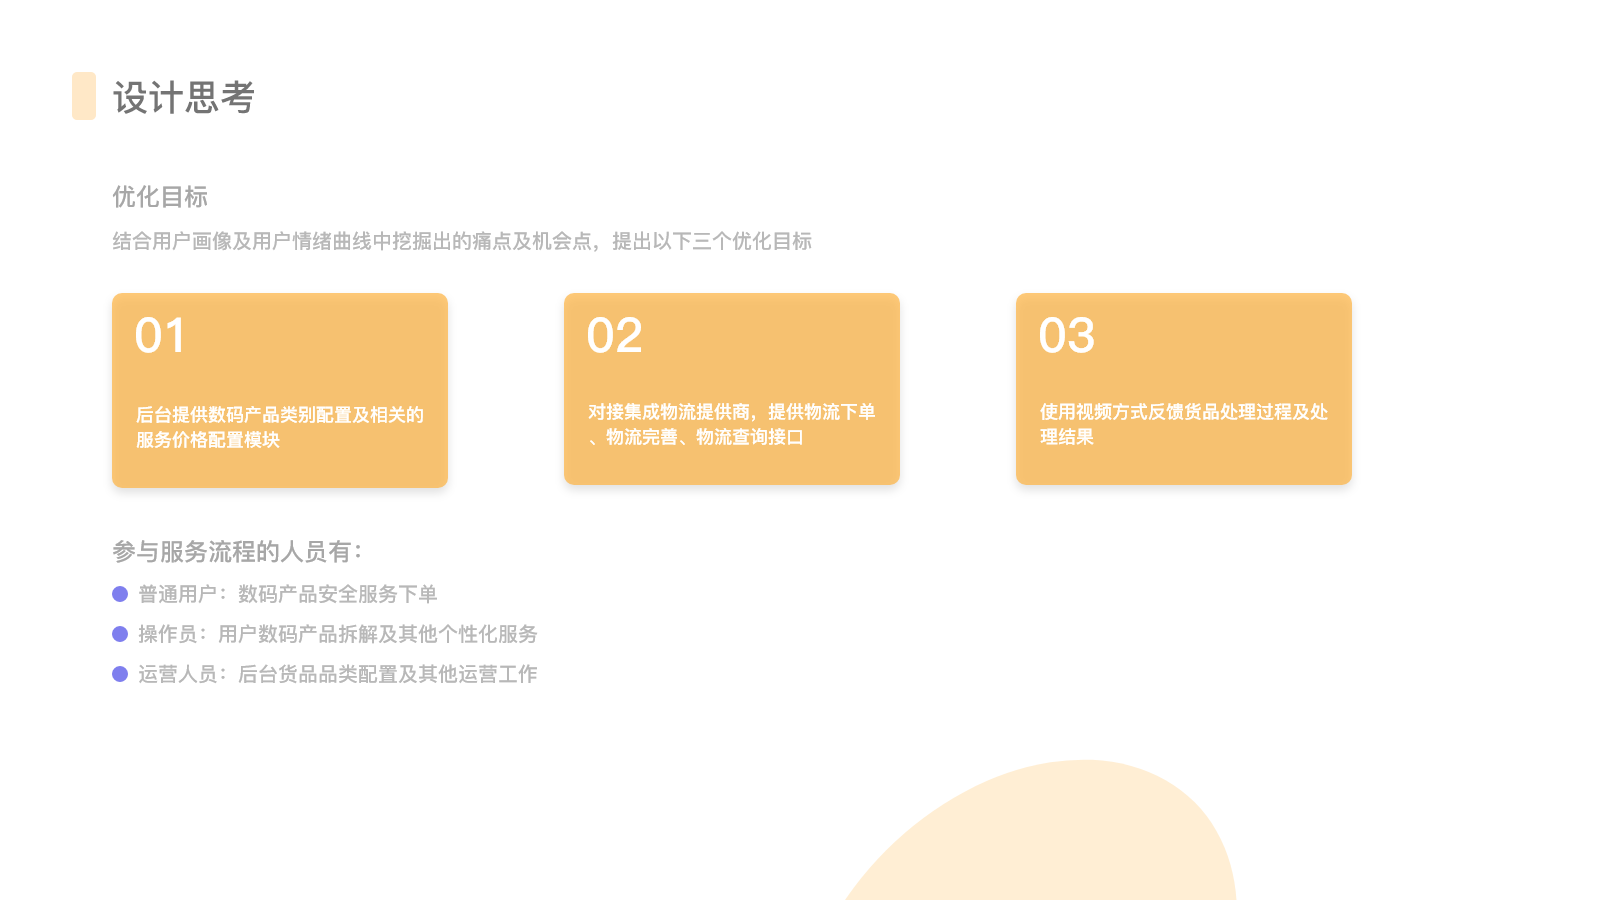 设计思考
优化目标
结合用户画像及用户情绪曲线中挖掘出的痛点及机会点，提出以下三个优化目标
01
后台提供数码产品类别配置及相关的
服务价格配置模块
02
对接集成物流提供商，提供物流下单
、物流完善、物流查询接口
03
使用视频方式反馈货品处理过程及处
理结果
参与服务流程的人员有：
普通用户：数码产品安全服务下单
操作员：用户数码产品拆解及其他个性化服务
运营人员：后台货品品类配置及其他运营工作